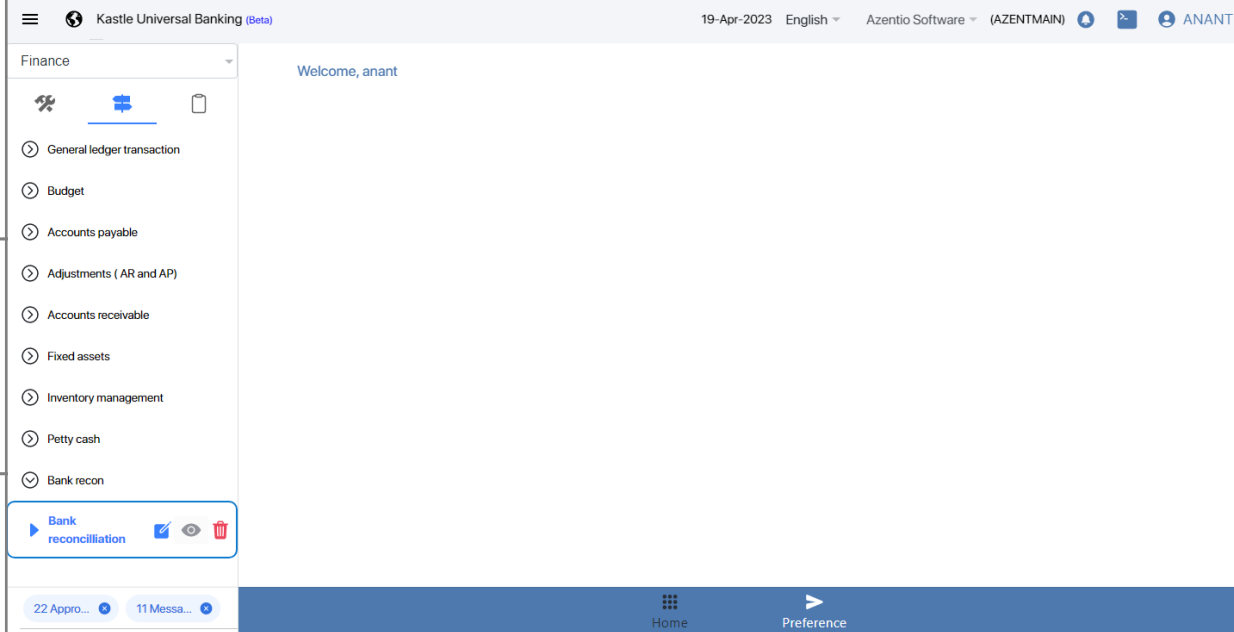 Kastle Universal Banking (Beta)
19-Apr-2023 English Azentio Software (AZENTMAIN) ANANT
Finance
Welcome, anant
General ledger transaction
Budget
Accounts payable
Adjustments ( AR and AP)
Accounts receivable
Fixed assets
Inventory management
Petty cash
Bank recon
Bank
reconcilliation
22 Appro... 11 Messa...
Home
Preference